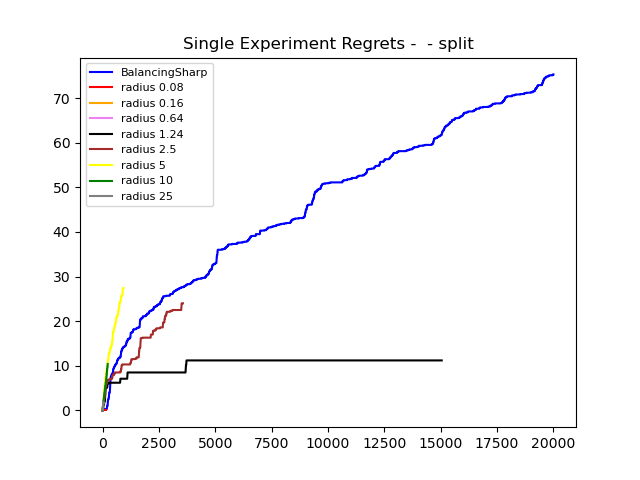 Single Experiment Regrets -  - split
BalancingSharp
radius 0.08
radius 0.16
radius 0.64
radius 1.24
radius 2.5
radius 5
radius 10
radius 25
70
60
50
40
30
20
10
0
0 2500 5000 7500 10000 12500 15000 17500 20000